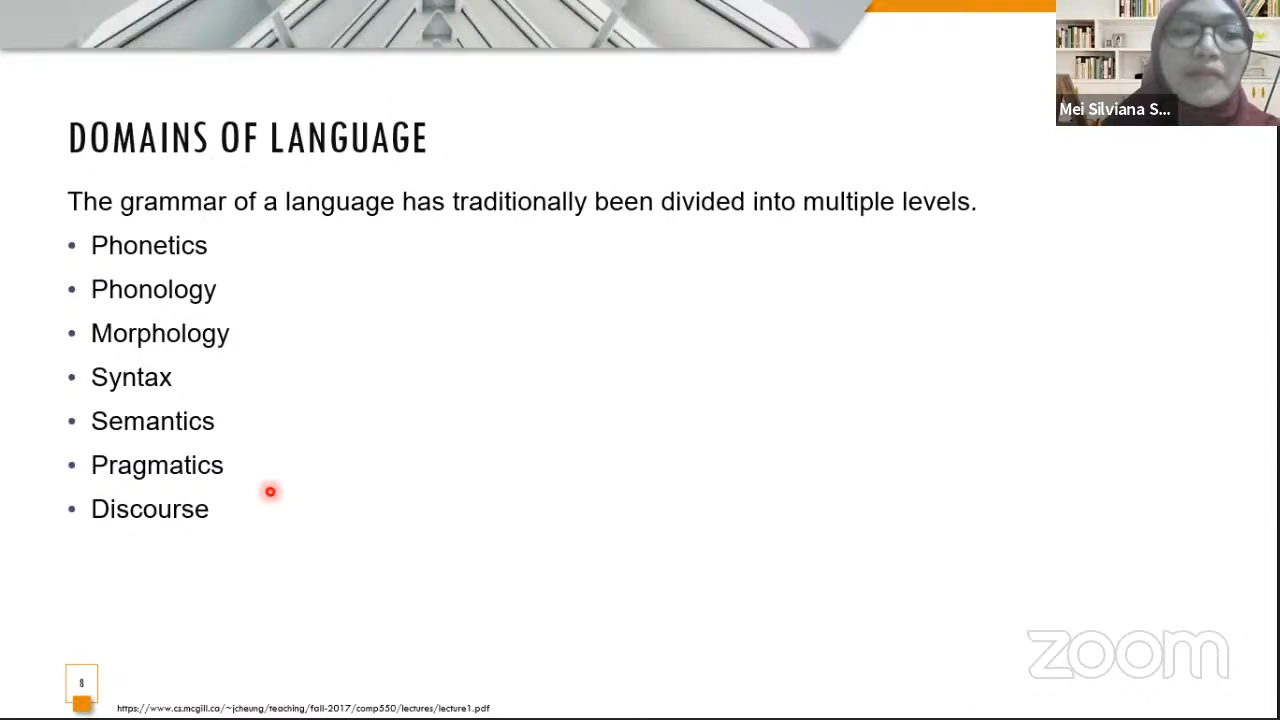 Mei Silviana S...
DOMAINS OF LANGUAGE
The grammar of a language has traditionally been divided into multiple levels.
• Phonetics
• Phonology
• Morphology
• Syntax
• Semantics
• Pragmatics
• Discourse
zoom
8
https://www.cs.mcgill.ca/~jcheung/teaching/fall-2017/comp550/lectures/lecture1.pdf